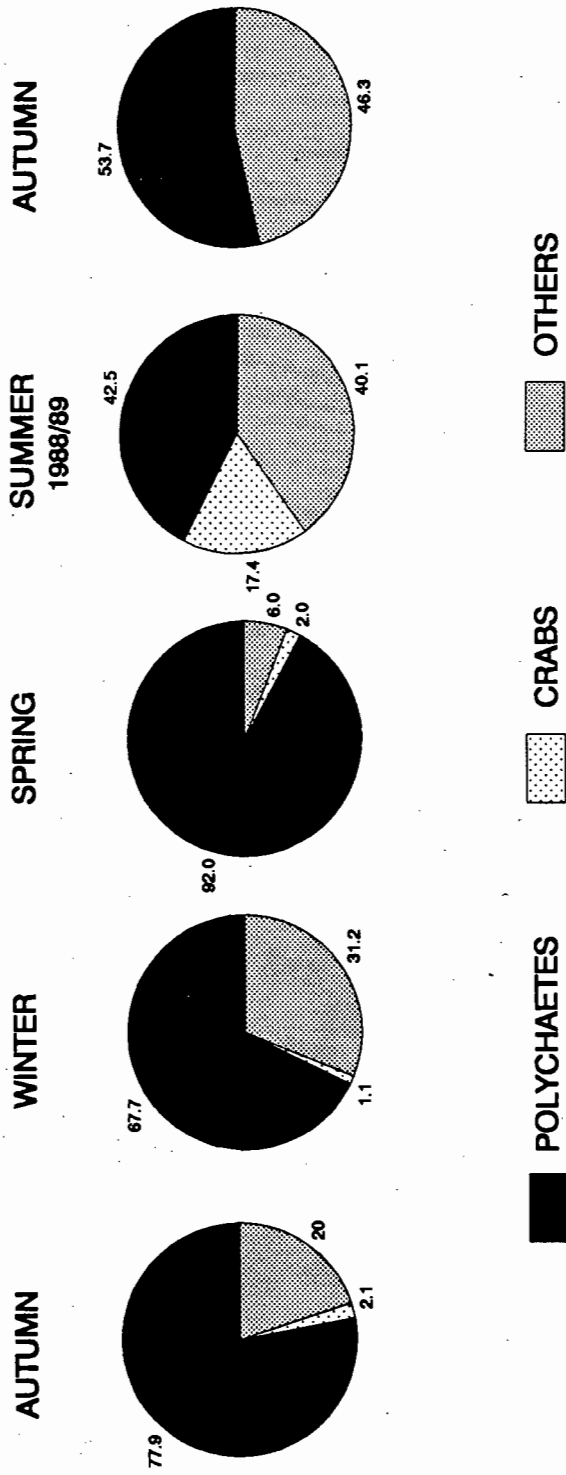 AUTUMN
WINTER
SPRING
SUMMER
1988/89
AUTUMN
77.9
20
2.1
67.7
31.2
1.1
92.0
6.0
2.0
42.5
17.4
40.1
53.7
46.3
POLYCHAETES
CRABS
OTHERS